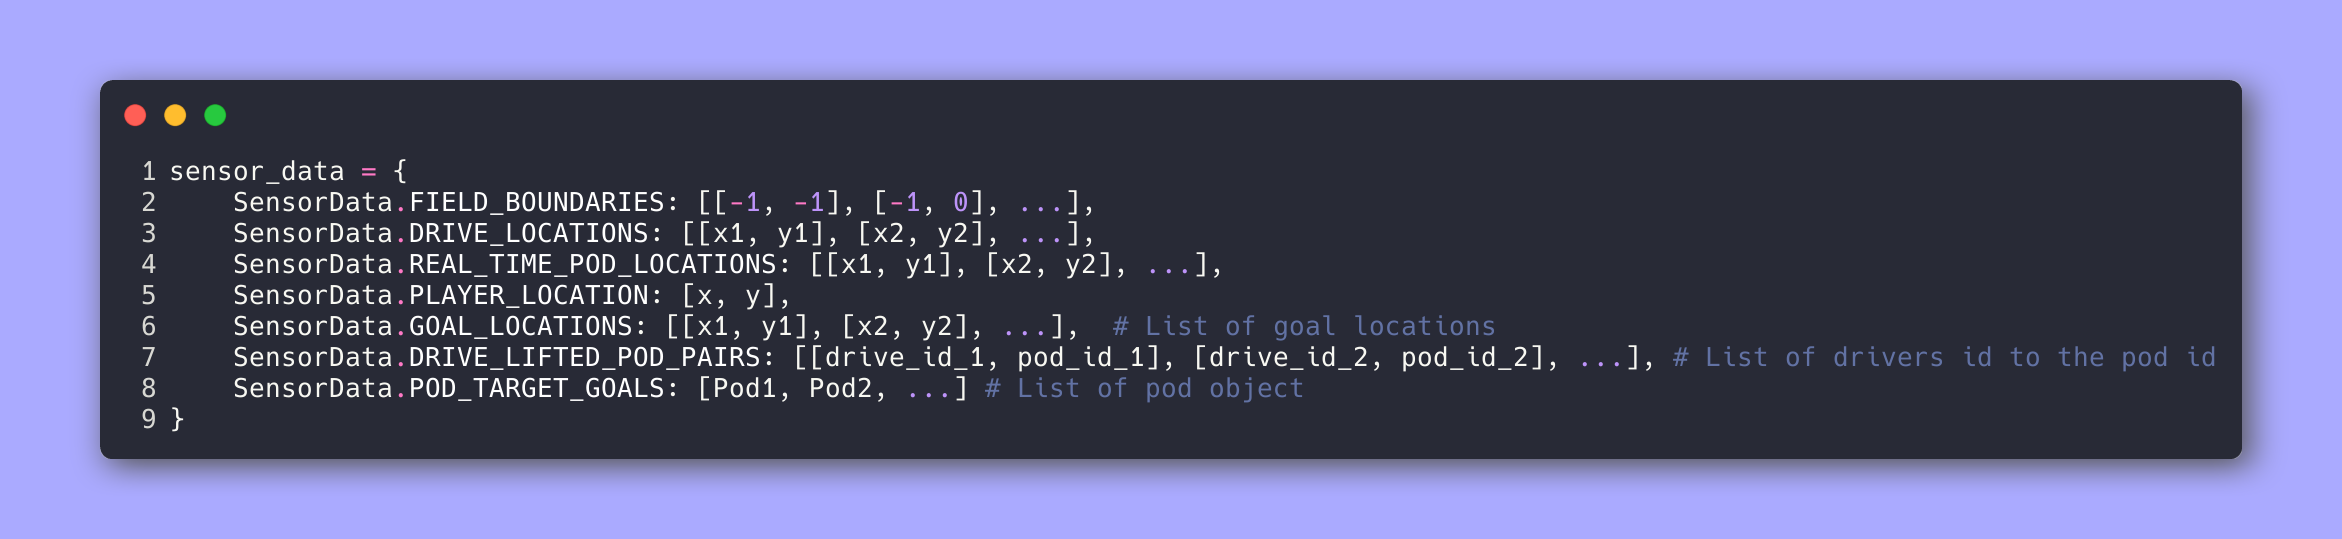 1 sensor_data = {
2     SensorData.FIELD_BOUNDARIES: [[-1, -1], [-1, 0], ...],
3     SensorData.DRIVE_LOCATIONS: [[x1, y1], [x2, y2], ...],
4     SensorData.REAL_TIME_POD_LOCATIONS: [[x1, y1], [x2, y2], ...],
5     SensorData.PLAYER_LOCATION: [x, y],
6     SensorData.GOAL_LOCATIONS: [[x1, y1], [x2, y2], ...],  # List of goal locations
7     SensorData.DRIVE_LIFTED_POD_PAIRS: [[drive_id_1, pod_id_1], [drive_id_2, pod_id_2], ...], # List of drivers id to the pod id
8     SensorData.POD_TARGET_GOALS: [Pod1, Pod2, ...] # List of pod object
9 }